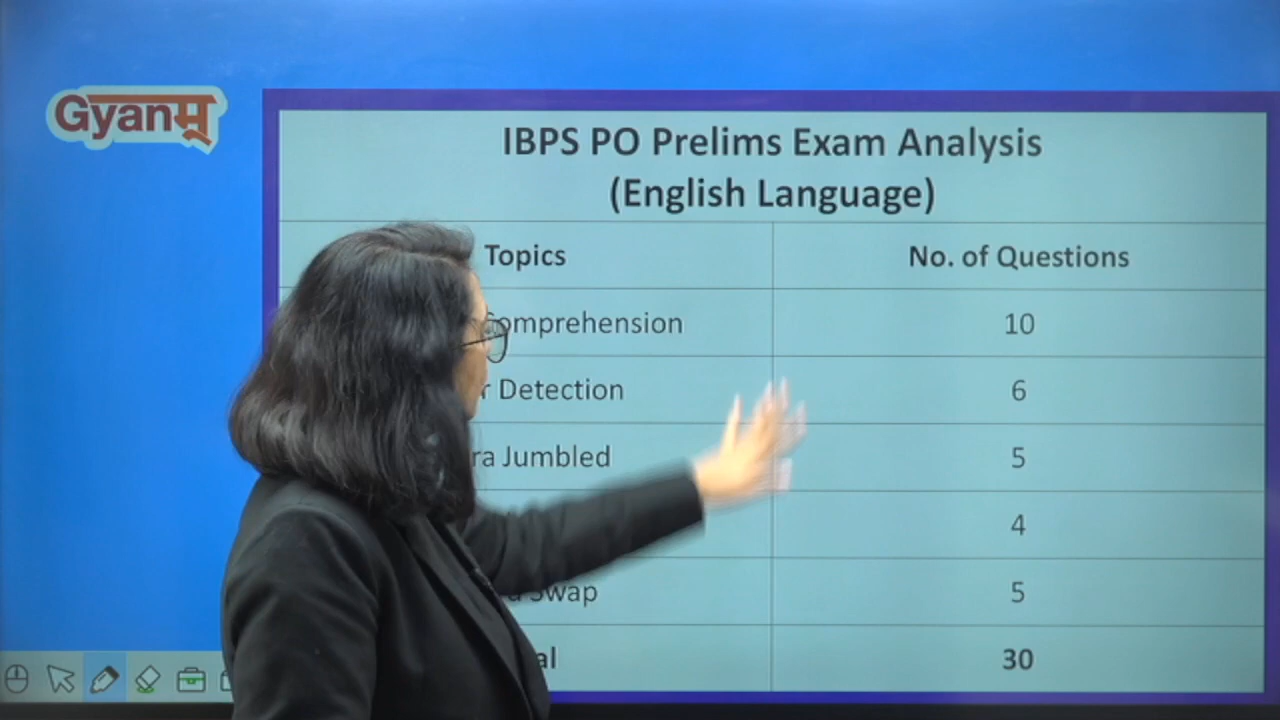 Gyanम्
IBPS PO Prelims Exam Analysis
(English Language)
Topics No. of Questions
Comprehension 10
Detection 6
Jumbled 5
4
Swap 5
30